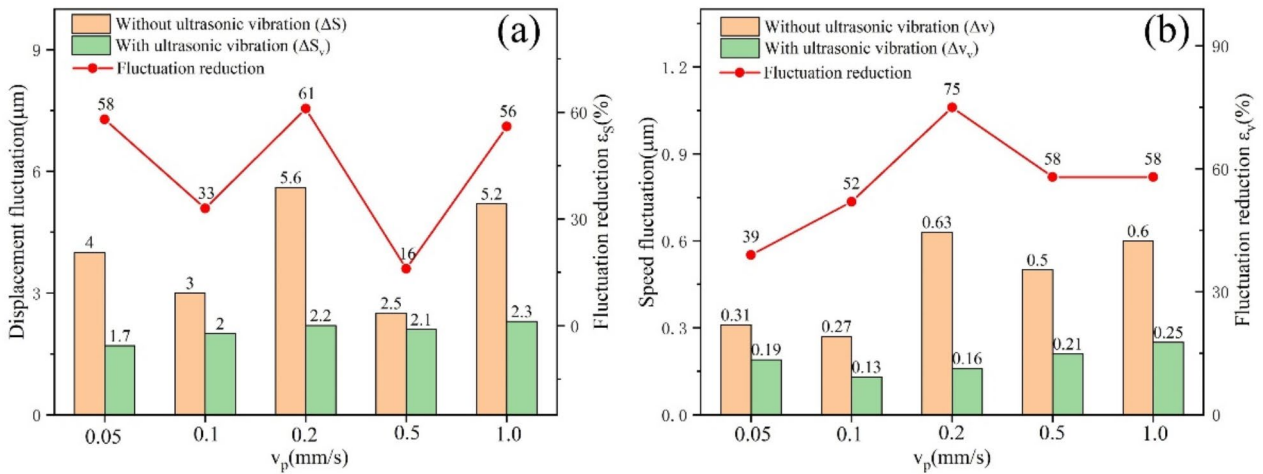 Without ultrasonic vibration (ΔS)
With ultrasonic vibration (ΔSv)
Fluctuation reduction
(a)
Displacement fluctuation(μm)
9
6
3
0
58
33
61
16
56
4
1.7
3
2
5.6
2.2
2.5
2.1
5.2
2.3
60
30
0
Fluctuation reduction εS(%)
0.05 0.1 0.2 0.5 1.0
vp(mm/s)
Without ultrasonic vibration (Δv)
With ultrasonic vibration (Δvv)
Fluctuation reduction
(b)
Speed fluctuation(μm)
1.2
0.9
0.6
0.3
0.0
39
52
75
58
58
0.31
0.19
0.27
0.13
0.63
0.16
0.5
0.21
0.6
0.25
90
60
30
0
Fluctuation reduction εv(%)
0.05 0.1 0.2 0.5 1.0
vp(mm/s)